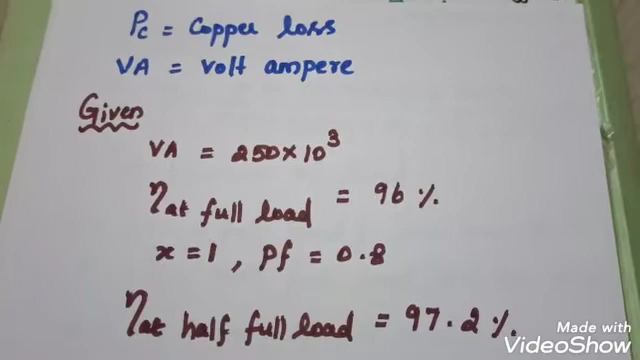 Pc = Copper loss
VA = volt ampere
Given
VA = 250×10³
η at full load = 96 %.
x = 1, pf = 0.8
η at half full load = 97.2 %.
Made with
VideoShow